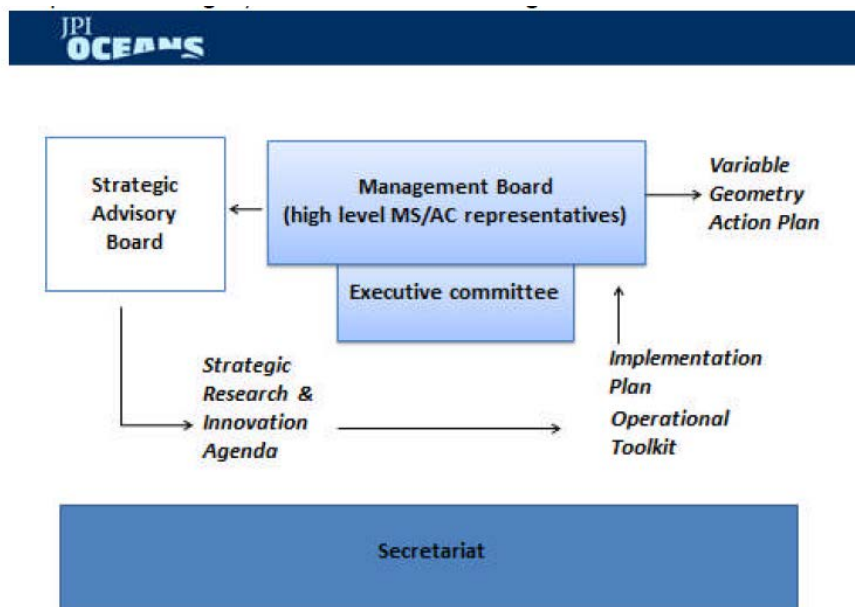 JPI
OCEANS
Strategic
Advisory
Board
Management Board
(high level MS/AC representatives)
Variable
Geometry
Action Plan
Executive committee
Strategic
Research &
Innovation
Agenda
Implementation
Plan
Operational
Toolkit
Secretariat